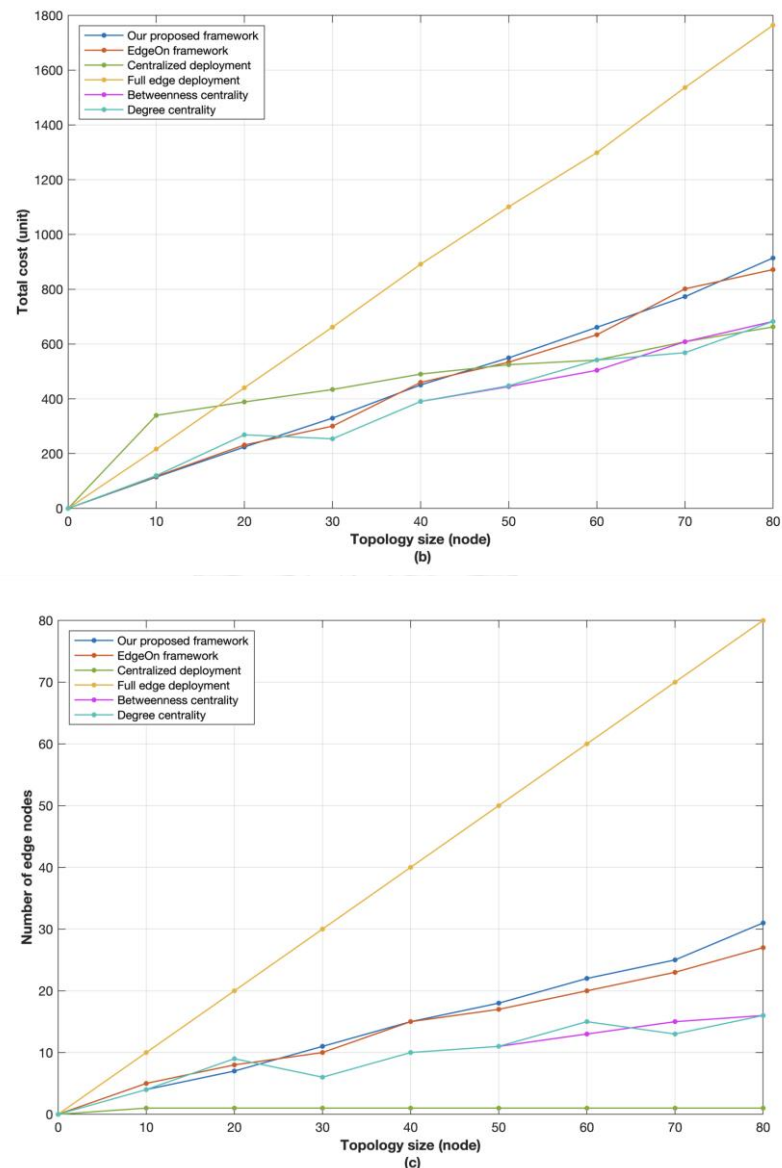 1800
1600
1400
1200
1000
800
600
400
200
0
Total cost (unit)
Our proposed framework
EdgeOn framework
Centralized deployment
Full edge deployment
Betweenness centrality
Degree centrality
0 10 20 30 40 50 60 70 80
Topology size (node)
(b)
80
70
60
50
40
30
20
10
0
Number of edge nodes
Our proposed framework
EdgeOn framework
Centralized deployment
Full edge deployment
Betweenness centrality
Degree centrality
0 10 20 30 40 50 60 70 80
Topology size (node)
(c)